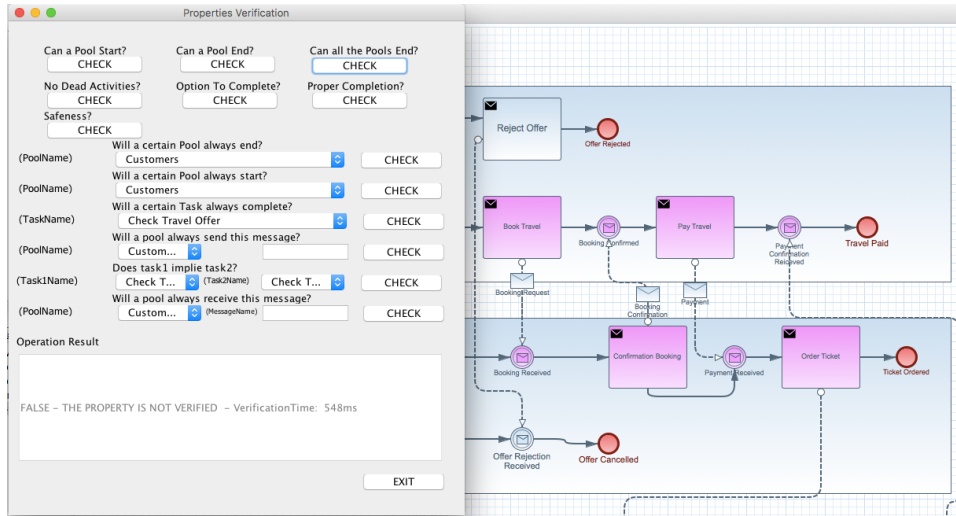 Properties Verification
Can a Pool Start? Can a Pool End? Can all the Pools End?
CHECK CHECK CHECK
No Dead Activities? Option To Complete? Proper Completion?
CHECK CHECK CHECK
Safeness?
CHECK
Will a certain Pool always end?
(PoolName) Customers CHECK
Will a certain Pool always start?
(PoolName) Customers CHECK
Will a certain Task always complete?
(TaskName) Check Travel Offer CHECK
Will a pool always send this message?
(PoolName) Custom... CHECK
Does task1 implie task2?
(Task1Name) Check T... (Task2Name) Check T... CHECK
Will a pool always receive this message?
(PoolName) Custom... (MessageName) CHECK
Operation Result
FALSE – THE PROPERTY IS NOT VERIFIED – VerificationTime: 548ms
EXIT
Reject Offer
Offer Rejected
Book Travel
Booking Confirmed
Pay Travel
Payment
Confirmation
Reiceved
Travel Paid
Booking Request
Booking
Confirmation
Payment
Booking Received
Confirmation Booking
Payment Received
Order Ticket
Ticket Ordered
Offer Rejection
Received
Offer Cancelled